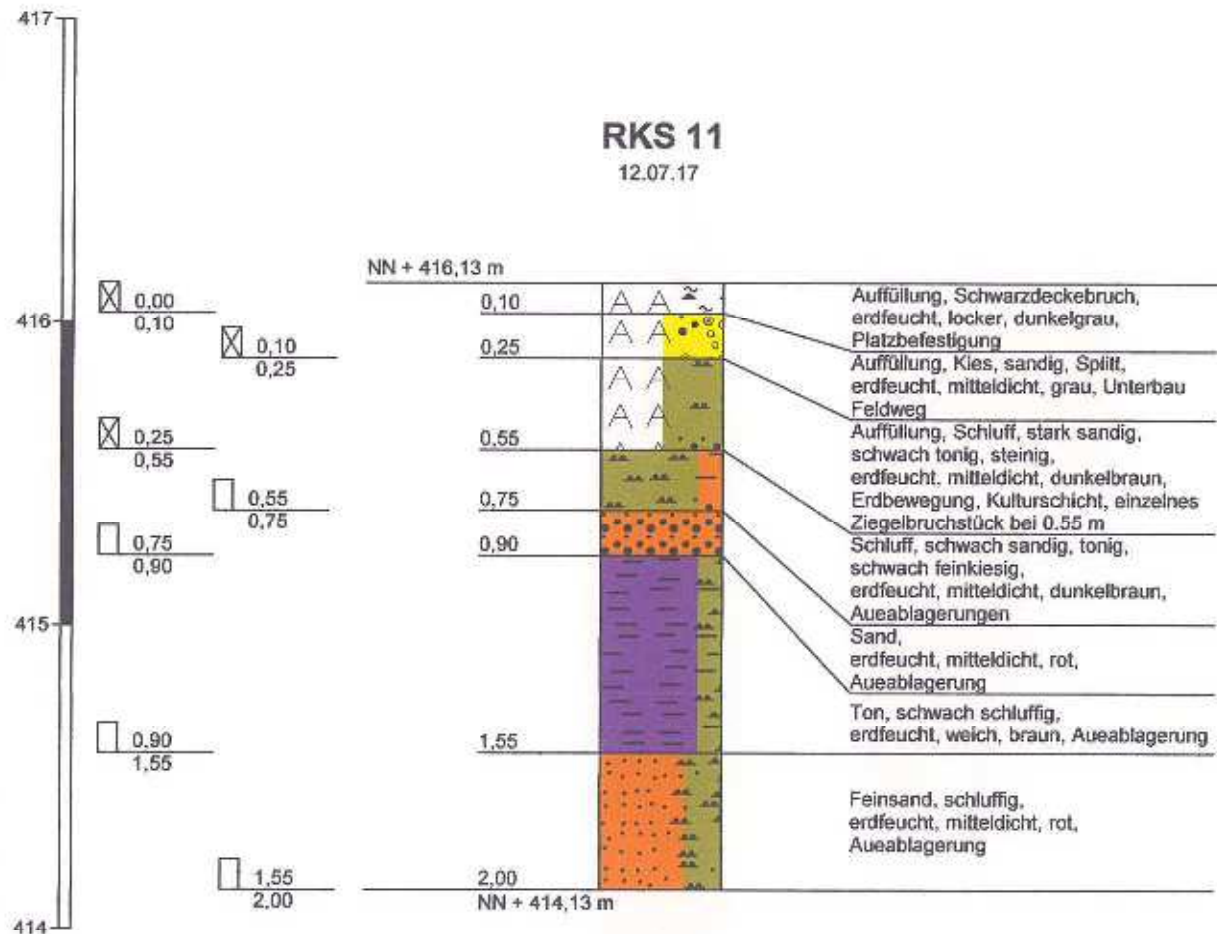 417
RKS 11
12.07.17
NN + 416,13 m
0,00
0,10
416
0,10
0,25
0,25
0,55
0,55
0,75
0,75
0,90
415
0,90
1,55
1,55
2,00
414
0,10
0,25
0,55
0,75
0,90
1,55
2,00
NN + 414,13 m
Auffüllung, Schwarzdeckebruch,
erdfeucht, locker, dunkelgrau,
Platzbefestigung
Auffüllung, Kies, sandig, Splitt,
erdfeucht, mitteldicht, grau, Unterbau
Feldweg
Auffüllung, Schluff, stark sandig,
schwach tonig, steinig,
erdfeucht, mitteldicht, dunkelbraun,
Erdbewegung, Kulturschicht, einzelnes
Ziegelbruchstück bei 0.55 m
Schluff, schwach sandig, tonig,
schwach feinkiesig,
erdfeucht, mitteldicht, dunkelbraun,
Aueablagerungen
Sand,
erdfeucht, mitteldicht, rot,
Aueablagerung
Ton, schwach schluffig,
erdfeucht, weich, braun, Aueablagerung
Feinsand, schluffig,
erdfeucht, mitteldicht, rot,
Aueablagerung